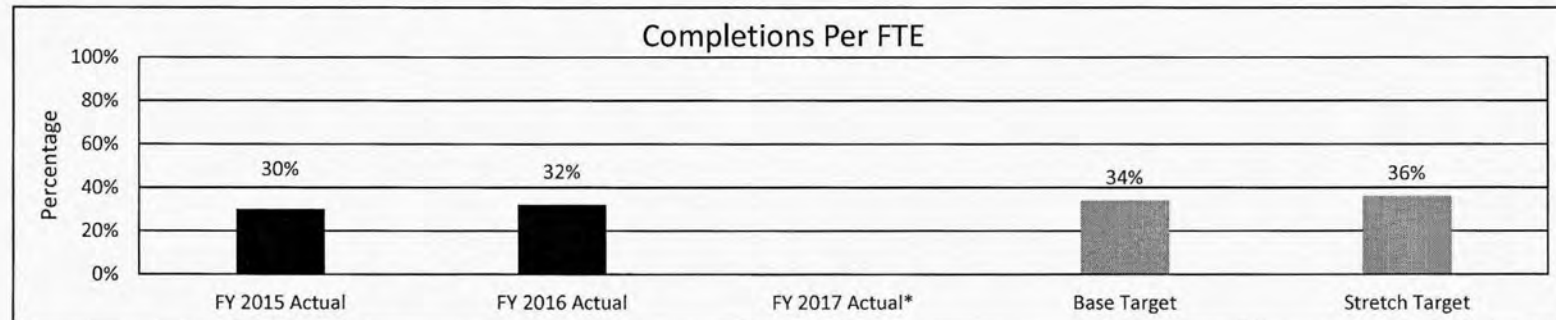 Completions Per FTE
Percentage
100%
80%
60%
40%
20%
0%
30%
32%
34%
36%
FY 2015 Actual
FY 2016 Actual
FY 2017 Actual*
Base Target
Stretch Target